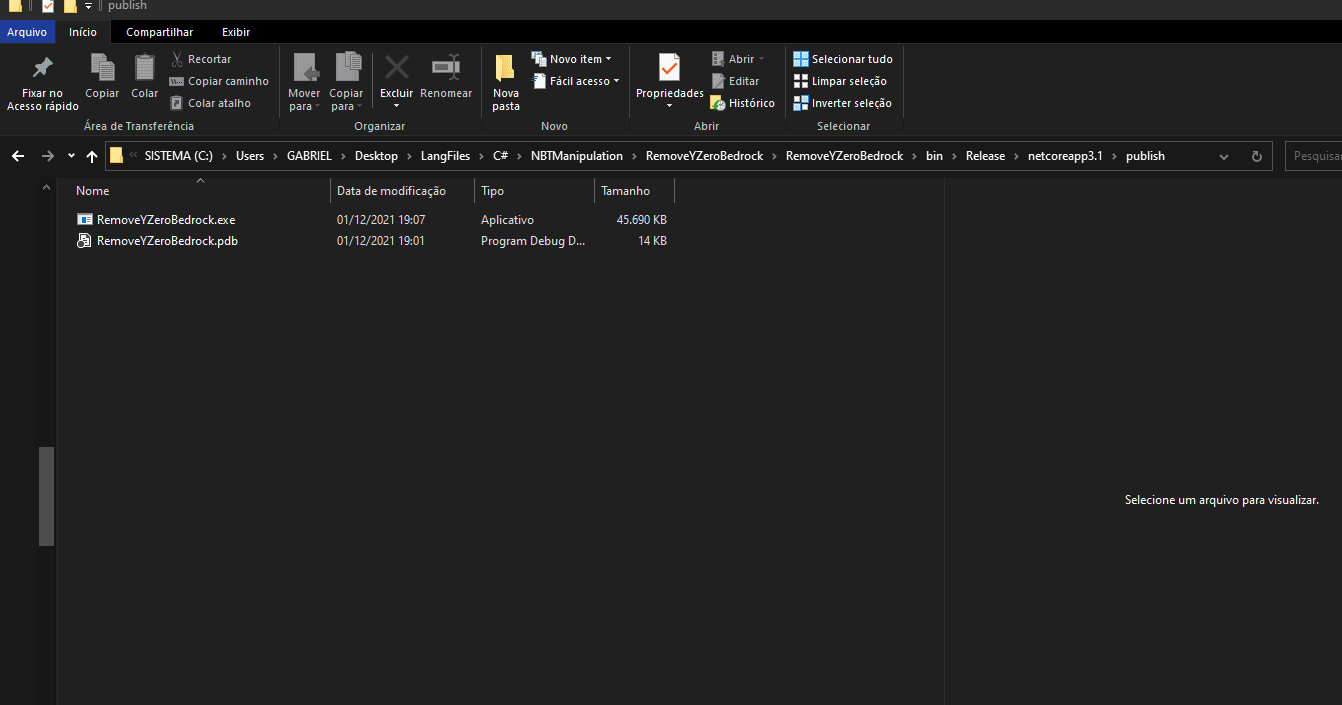 publish
Arquivo Início Compartilhar Exibir
Fixar no
Acesso rápido
Copiar
Colar
Recortar
Copiar caminho
Colar atalho
Área de Transferência
Mover
para
Copiar
para
Excluir
Renomear
Organizar
Nova
pasta
Novo item
Fácil acesso
Novo
Propriedades
Abrir
Editar
Histórico
Abrir
Selecionar tudo
Limpar seleção
Inverter seleção
Selecionar
« SISTEMA (C:) > Users > GABRIEL > Desktop > LangFiles > C# > NBTManipulation > RemoveYZeroBedrock > RemoveYZeroBedrock > bin > Release > netcoreapp3.1 > publish
Pesquisar
Nome Data de modificação Tipo Tamanho
RemoveYZeroBedrock.exe 01/12/2021 19:07 Aplicativo 45.690 KB
RemoveYZeroBedrock.pdb 01/12/2021 19:01 Program Debug D... 14 KB
Selecione um arquivo para visualizar.